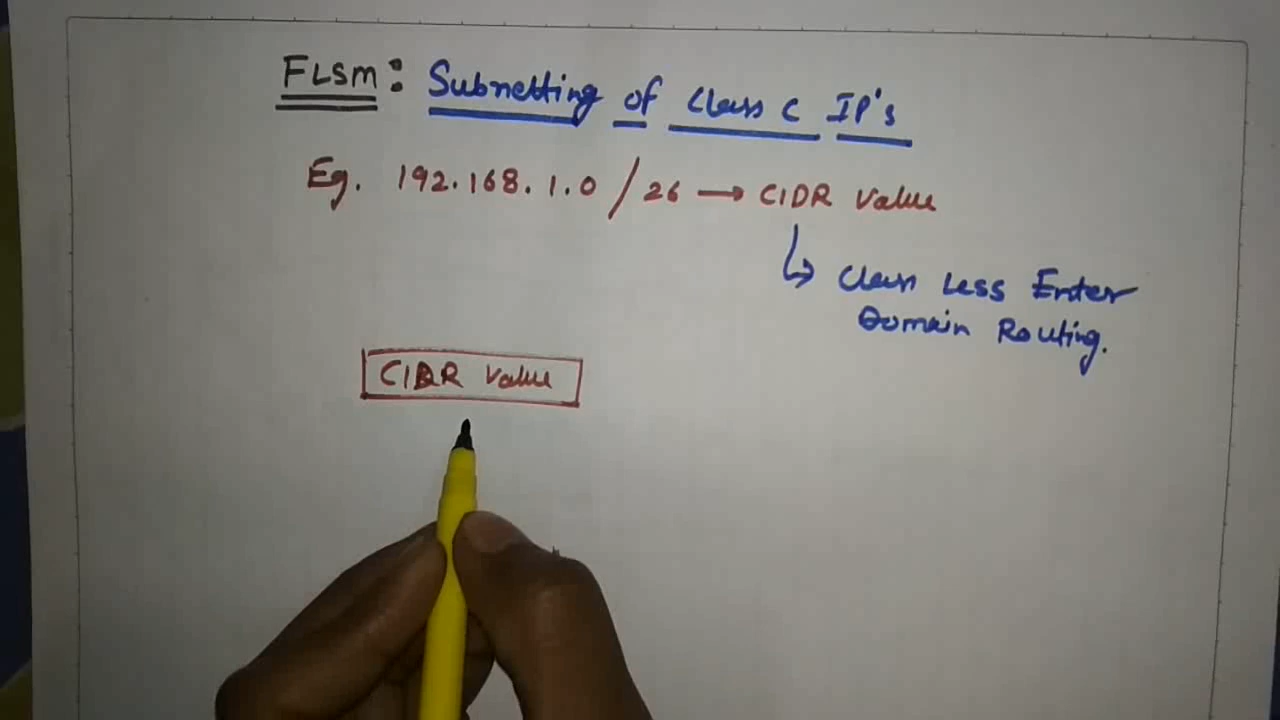 FLSM: Subnetting of Class C IP's
Eg. 192.168.1.0 / 26 → CIDR Value
↳ Class Less Enter
Domain Routing.
CIDR Value